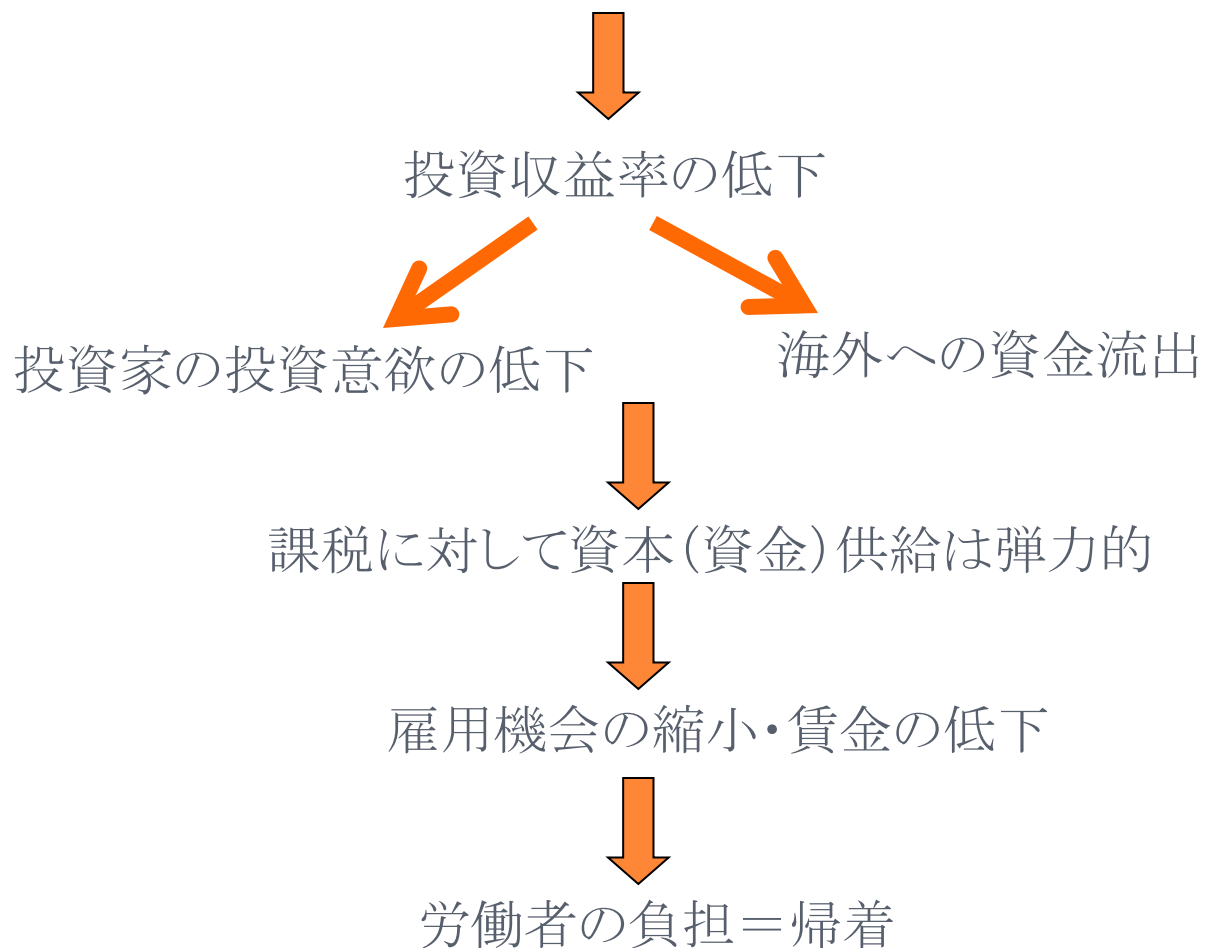 投資収益率の低下
投資家の投資意欲の低下
海外への資金流出
課税に対して資本(資金)供給は弾力的
雇用機会の縮小・賃金の低下
労働者の負担＝帰着